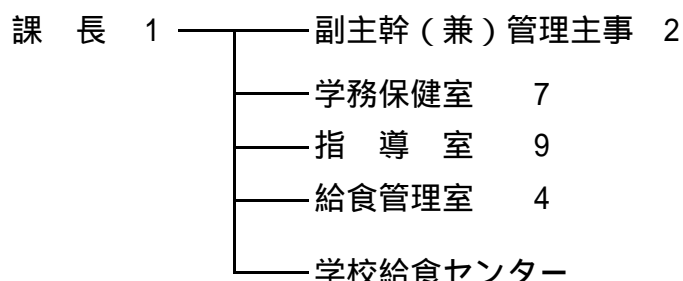 課　長　1　副主幹（兼）管理主事　2
学務保健室　7
指　導　室　9
給食管理室　4
学校給食センター